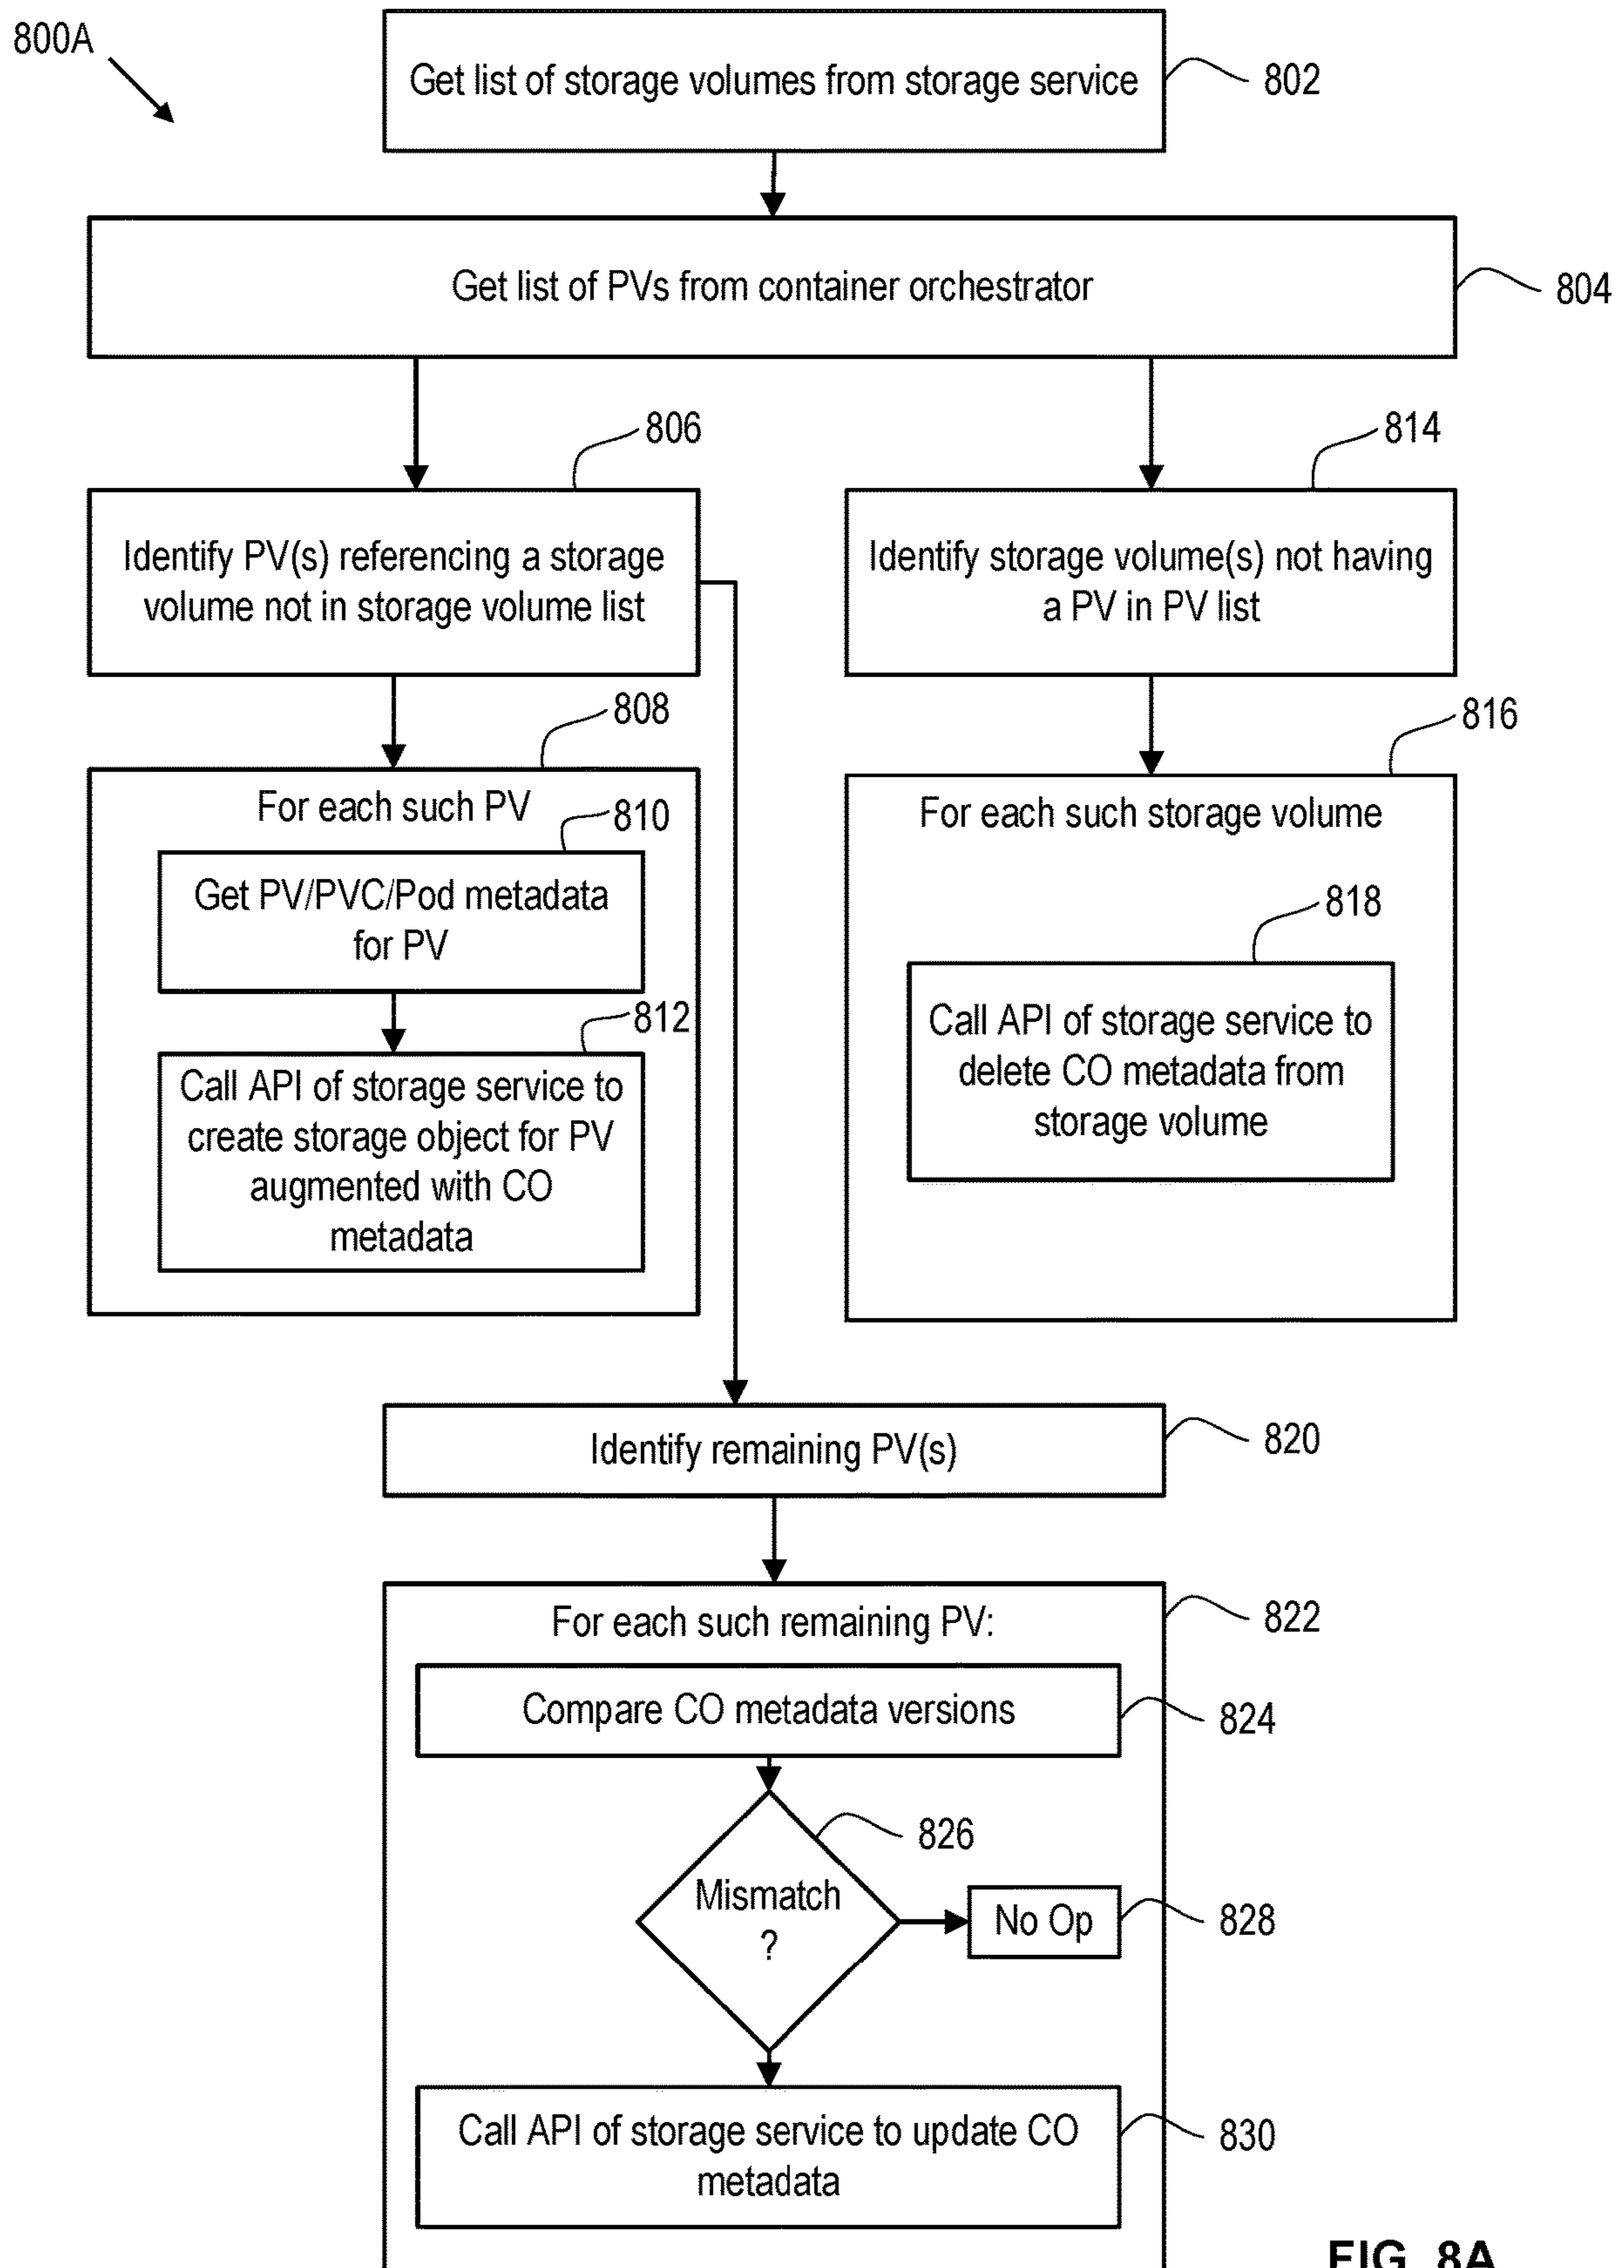 800A
Get list of storage volumes from storage service
802
Get list of PVs from container orchestrator
804
806
814
Identify PV(s) referencing a storage
volume not in storage volume list
Identify storage volume(s) not having
a PV in PV list
808
816
For each such PV
810
Get PV/PVC/Pod metadata
for PV
812
Call API of storage service to
create storage object for PV
augmented with CO
metadata
For each such storage volume
818
Call API of storage service to
delete CO metadata from
storage volume
Identify remaining PV(s)
820
For each such remaining PV:
822
Compare CO metadata versions
824
826
Mismatch
?
No Op
828
Call API of storage service to update CO
metadata
830
FIG. 8A